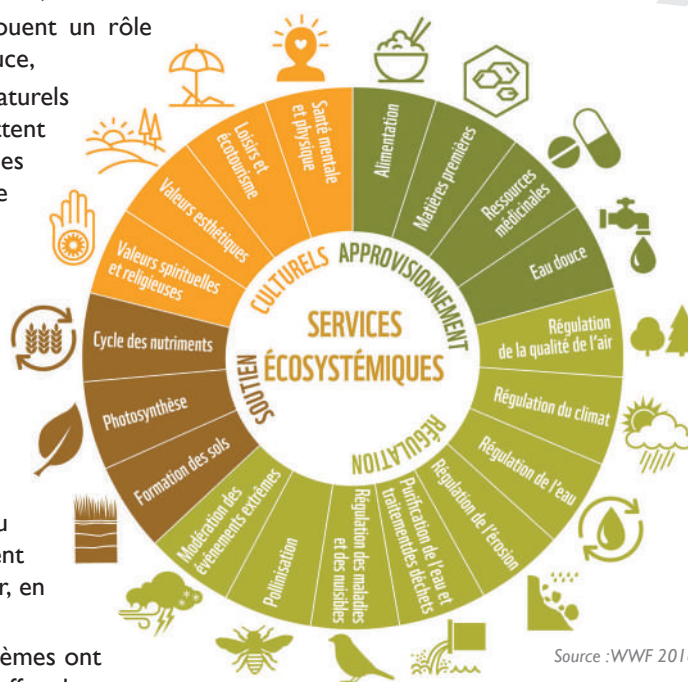 ouent un rôle
uce,
aturels
ttent
es
e
u
ent
r, en
èmes ont
SERVICES
ÉCOSYSTÉMIQUES
CULTURELS
Valeurs spirituelles
et religieuses
Valeurs esthétiques
Loisirs et
écotourisme
Santé mentale
et physique
APPROVISIONNEMENT
Alimentation
Matières premières
Ressources
médicinales
Eau douce
RÉGULATION
Régulation
de la qualité de l'air
Régulation du climat
Régulation de l'eau
Régulation de l'érosion
Purification de l'eau et
traitementdes déchets
Régulation des maladies
et des nuisibles
Pollinisation
Modération des
événements extrêmes
SOUTIEN
Formation des sols
Photosynthèse
Cycle des nutriments
Source : WWF 201